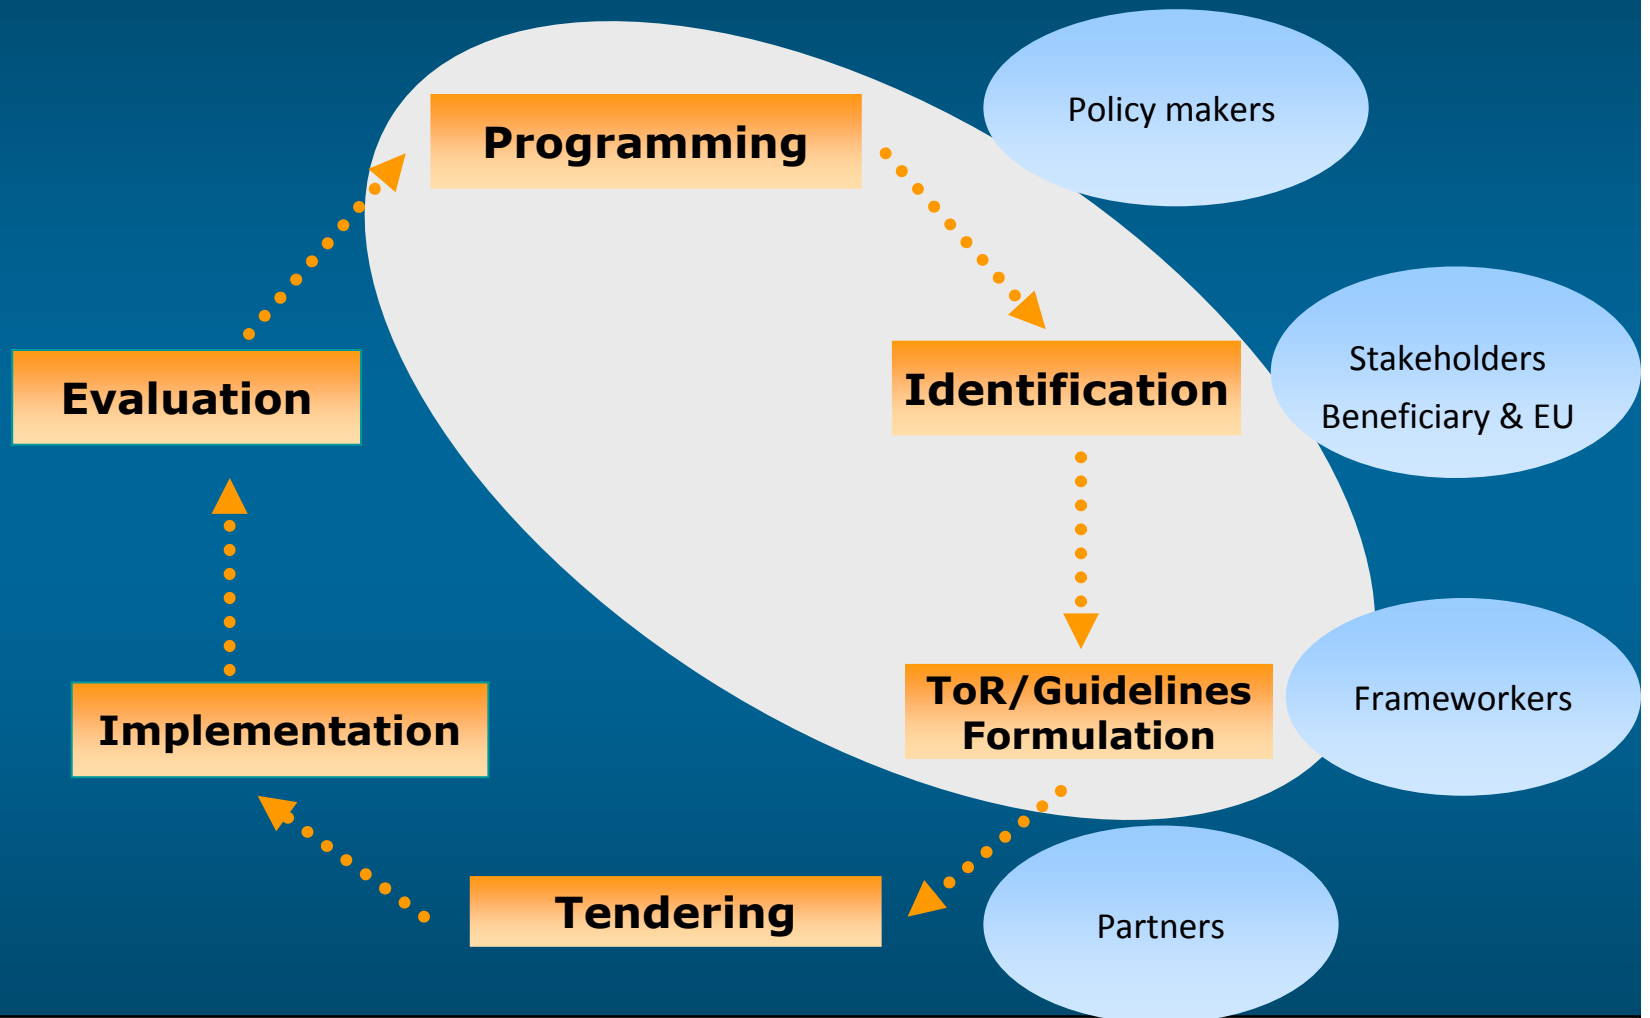 Programming
Policy makers
Identification
Stakeholders
Beneficiary & EU
Evaluation
ToR/Guidelines
Formulation
Frameworkers
Implementation
Tendering
Partners